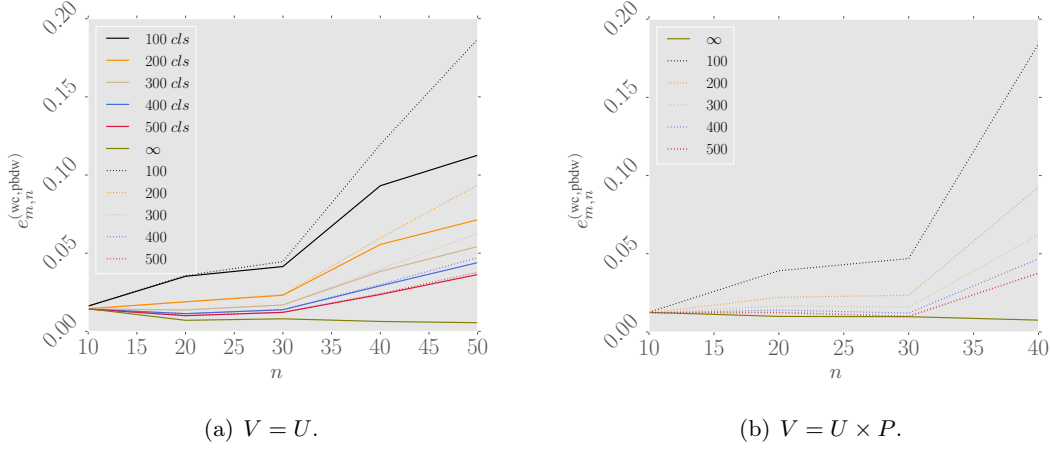 0.20
0.15
0.10
0.05
0.00
e_{m,n}^{(wc,pbdw)}
100 cls
200 cls
300 cls
400 cls
500 cls
∞
100
200
300
400
500
10 15 20 25 30 35 40 45 50
n
(a) V = U.
0.20
0.15
0.10
0.05
0.00
e_{m,n}^{(wc,pbdw)}
∞
100
200
300
400
500
10 15 20 25 30 35 40
n
(b) V = U × P.